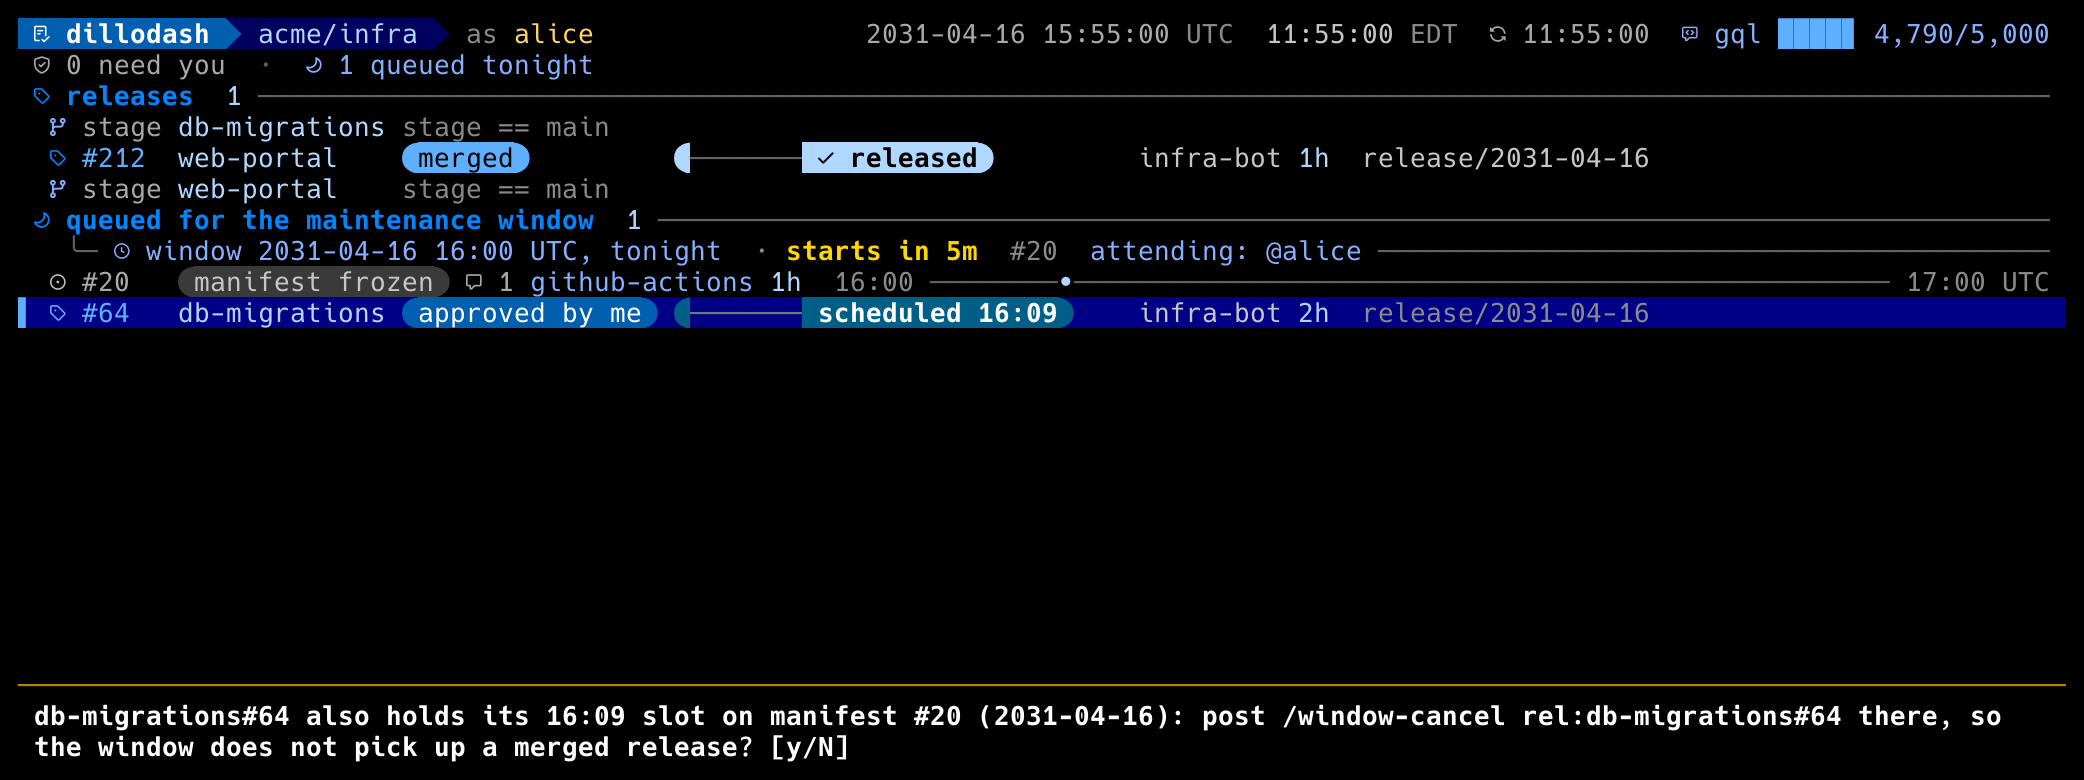 dillodash acme/infra as alice 2031-04-16 15:55:00 UTC 11:55:00 EDT 11:55:00 gql 4,790/5,000
0 need you · 1 queued tonight
releases 1
stage db-migrations stage == main
#212 web-portal merged ✓ released infra-bot 1h release/2031-04-16
stage web-portal stage == main
queued for the maintenance window 1
window 2031-04-16 16:00 UTC, tonight · starts in 5m #20 attending: @alice
#20 manifest frozen 1 github-actions 1h 16:00 17:00 UTC
#64 db-migrations approved by me scheduled 16:09 infra-bot 2h release/2031-04-16
db-migrations#64 also holds its 16:09 slot on manifest #20 (2031-04-16): post /window-cancel rel:db-migrations#64 there, so
the window does not pick up a merged release? [y/N]